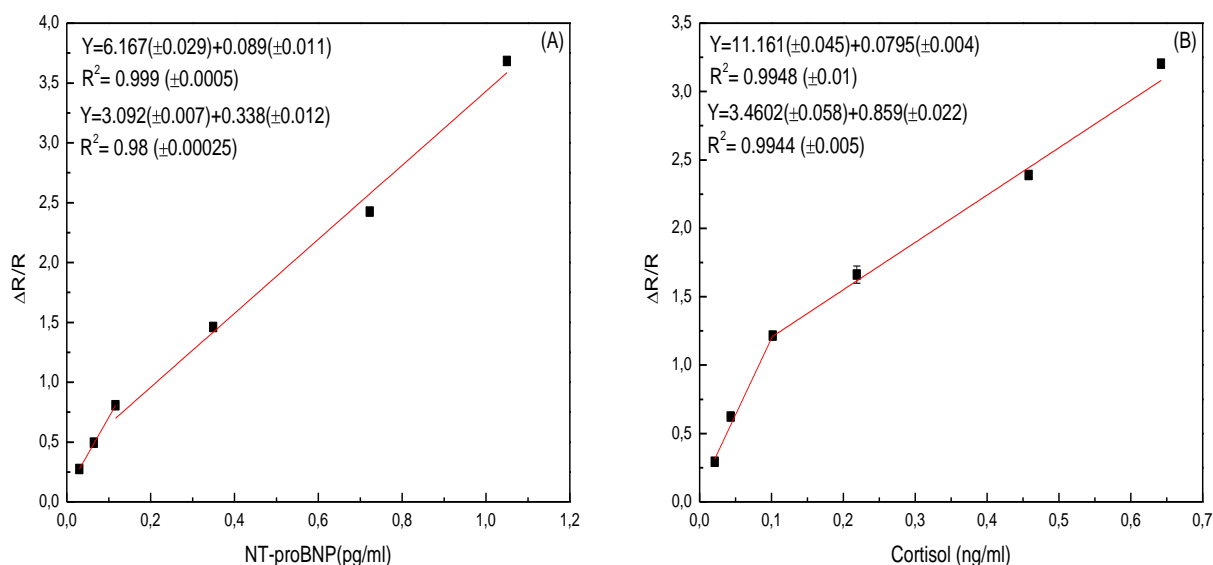 (A)
Y=6.167(±0.029)+0.089(±0.011)
R²= 0.999 (±0.0005)
Y=3.092(±0.007)+0.338(±0.012)
R²= 0.98 (±0.00025)
4,0
3,5
3,0
2,5
2,0
1,5
1,0
0,5
0,0
ΔR/R
0,0 0,2 0,4 0,6 0,8 1,0 1,2
NT-proBNP(pg/ml)
(B)
Y=11.161(±0.045)+0.0795(±0.004)
R²= 0.9948 (±0.01)
Y=3.4602(±0.058)+0.859(±0.022)
R²= 0.9944 (±0.005)
3,5
3,0
2,5
2,0
1,5
1,0
0,5
0,0
ΔR/R
0,0 0,1 0,2 0,3 0,4 0,5 0,6 0,7
Cortisol (ng/ml)